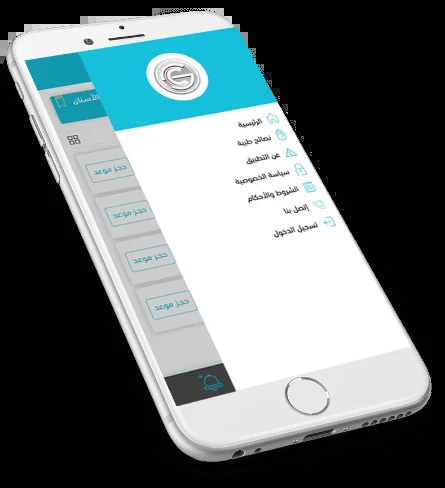 الرئيسية
نصائح طبية
عن التطبيق
سياسة الخصوصية
الشروط والأحكام
إتصل بنا
تسجيل الدخول
الأسنان
حجز موعد
حجز موعد
حجز موعد
حجز موعد